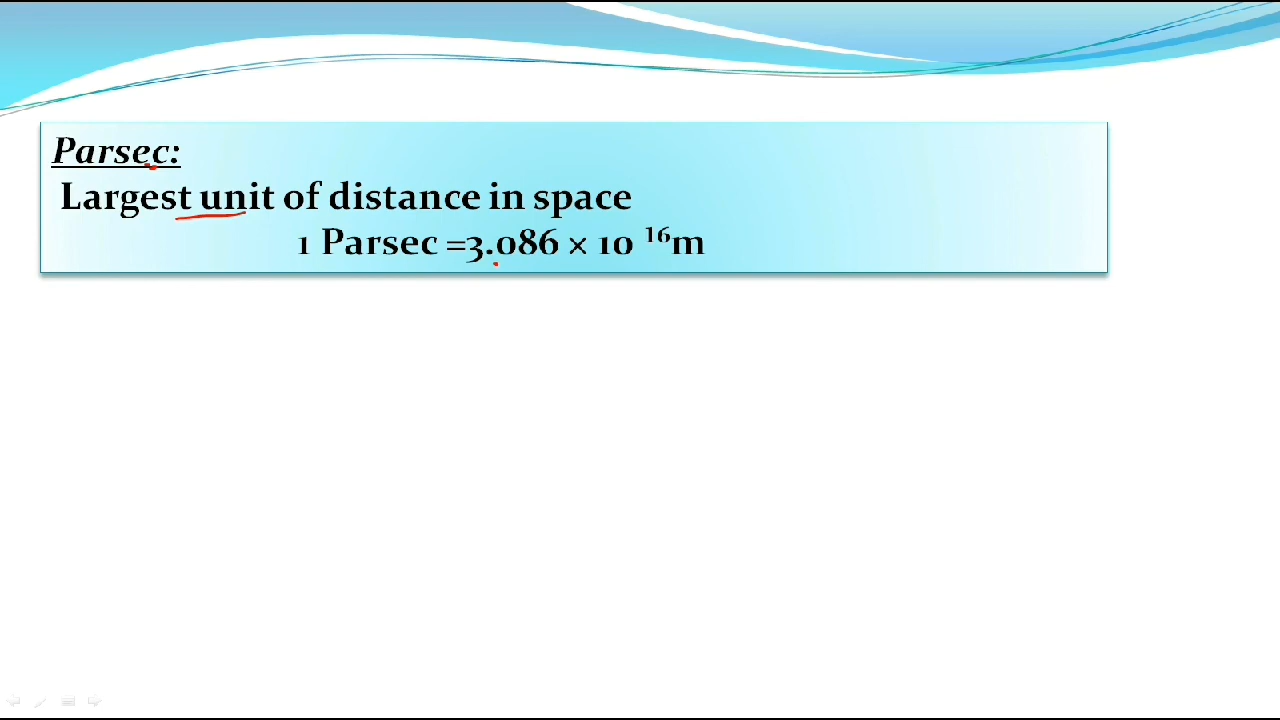 Parsec:
Largest unit of distance in space
1 Parsec =3.086 × 10 ¹⁶m